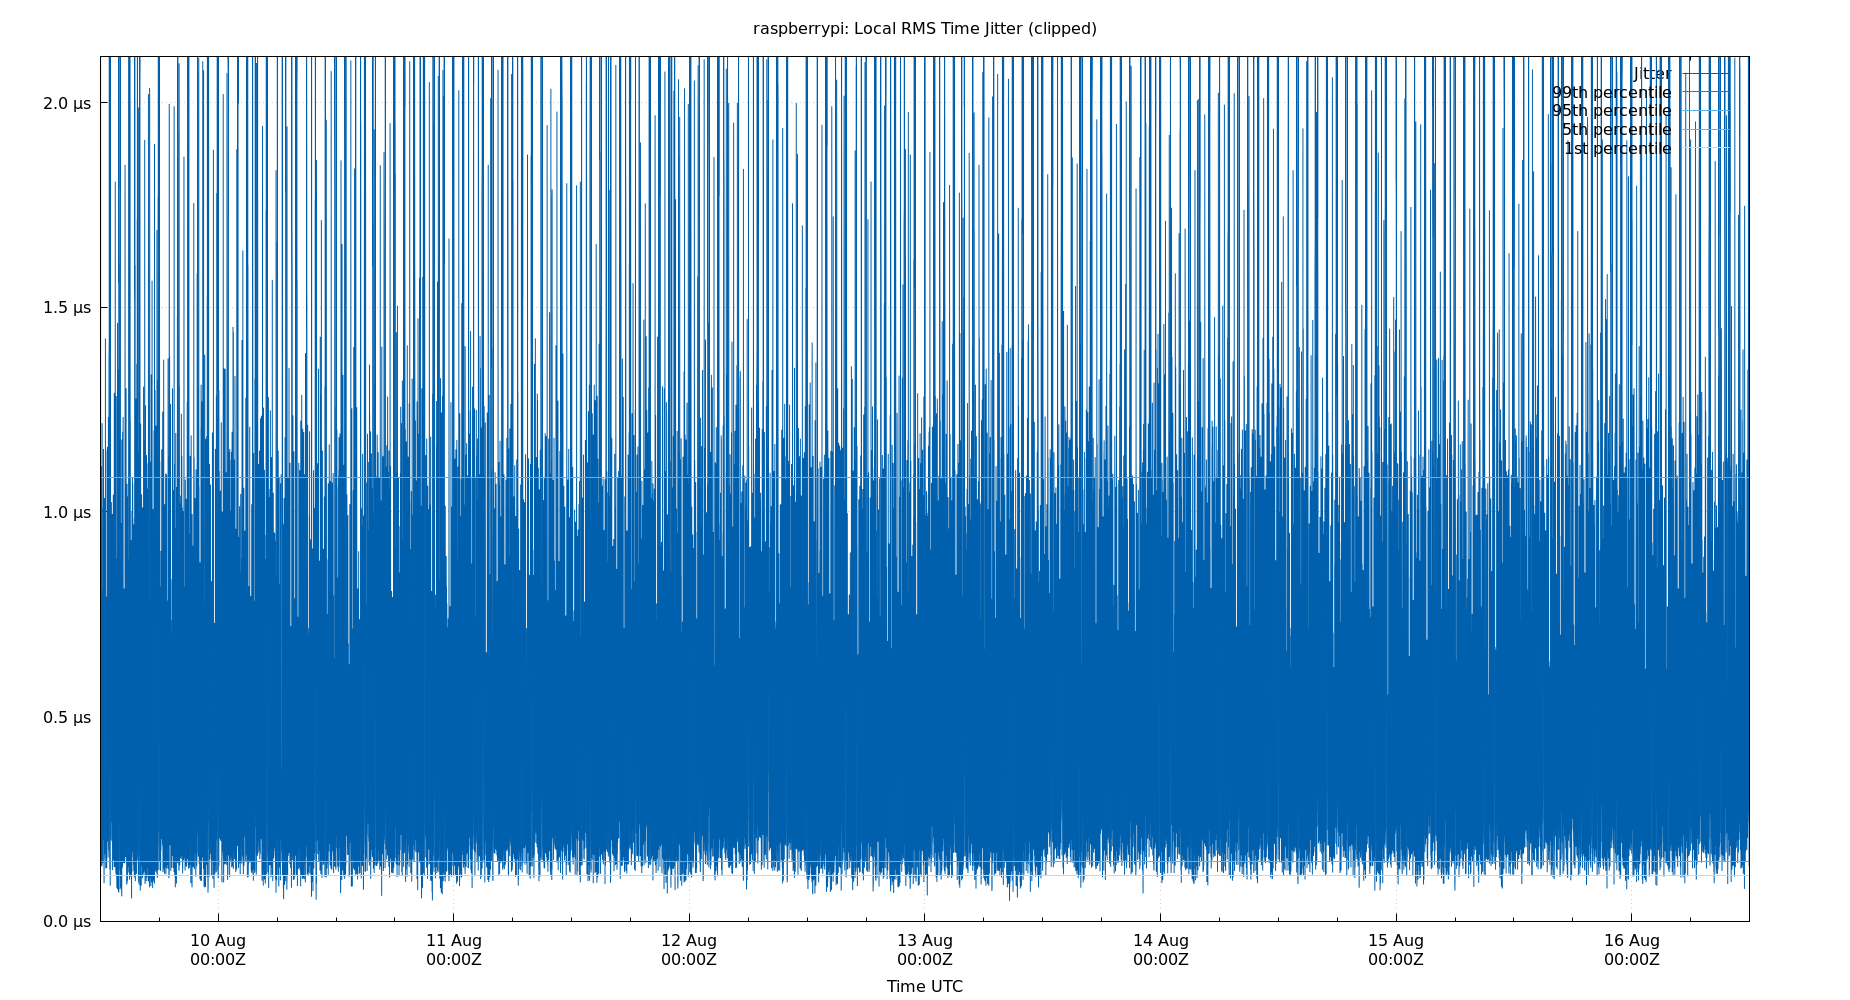 raspberrypi: Local RMS Time Jitter (clipped)
Jitter
99th percentile
95th percentile
5th percentile
1st percentile
2.0 μs
1.5 μs
1.0 μs
0.5 μs
0.0 μs
10 Aug
00:00Z
11 Aug
00:00Z
12 Aug
00:00Z
13 Aug
00:00Z
14 Aug
00:00Z
15 Aug
00:00Z
16 Aug
00:00Z
Time UTC